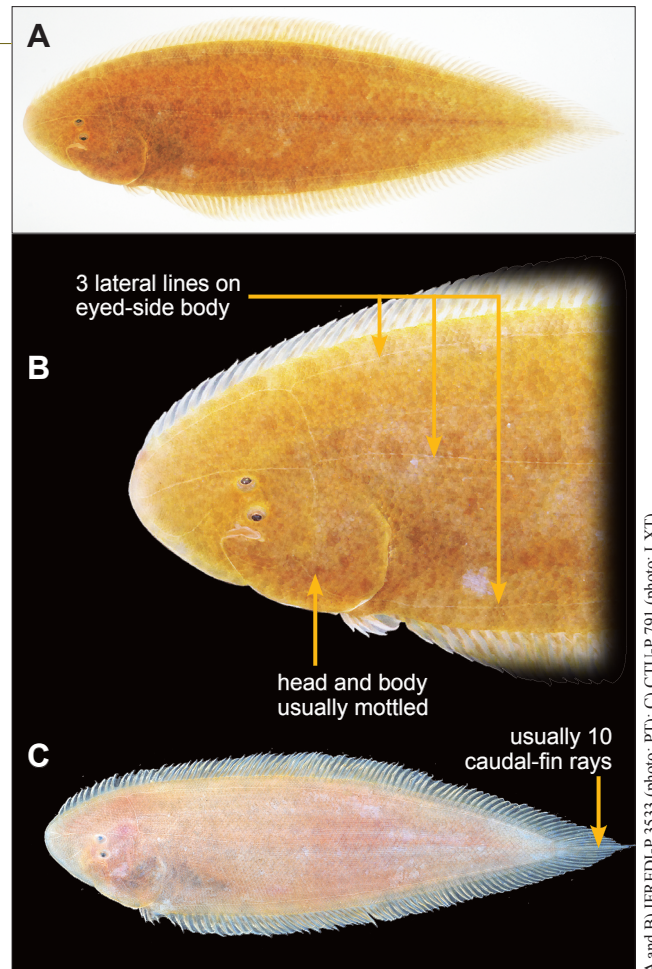 A
3 lateral lines on
eyed-side body
B
head and body
usually mottled
usually 10
caudal-fin rays
C
A and B) IFREDI-P.3533 (photo: PT); C) CTU-P.791 (photo: LXT)